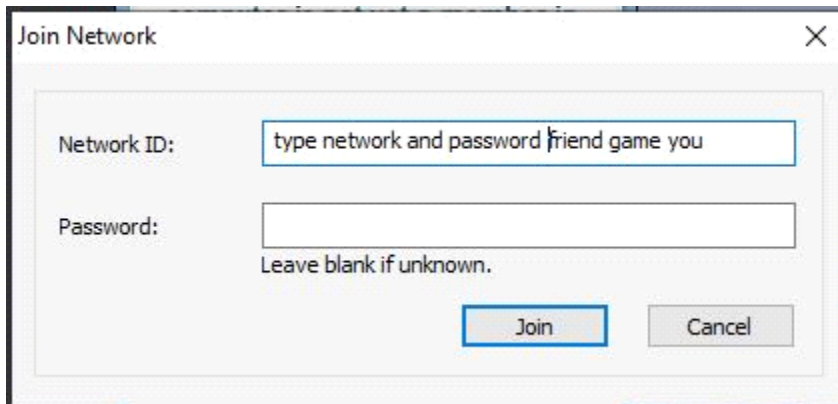 Join Network
Network ID:
type network and password friend game you
Password:
Leave blank if unknown.
Join
Cancel